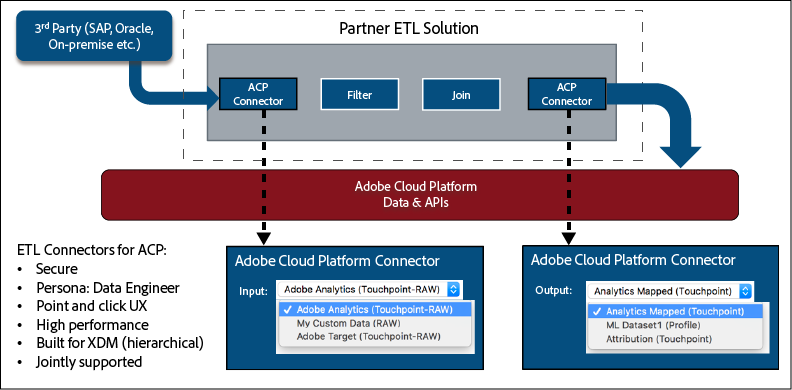 3rd Party (SAP, Oracle,
On-premise etc.)
Partner ETL Solution
ACP
Connector
Filter
Join
ACP
Connector
Adobe Cloud Platform
Data & APIs
ETL Connectors for ACP:
• Secure
• Persona: Data Engineer
• Point and click UX
• High performance
• Built for XDM (hierarchical)
• Jointly supported
Adobe Cloud Platform Connector
Input: Adobe Analytics (Touchpoint-RAW)
✓ Adobe Analytics (Touchpoint-RAW)
My Custom Data (RAW)
Adobe Target (Touchpoint-RAW)
Adobe Cloud Platform Connector
Output: Analytics Mapped (Touchpoint)
✓ Analytics Mapped (Touchpoint)
ML Dataset1 (Profile)
Attribution (Touchpoint)